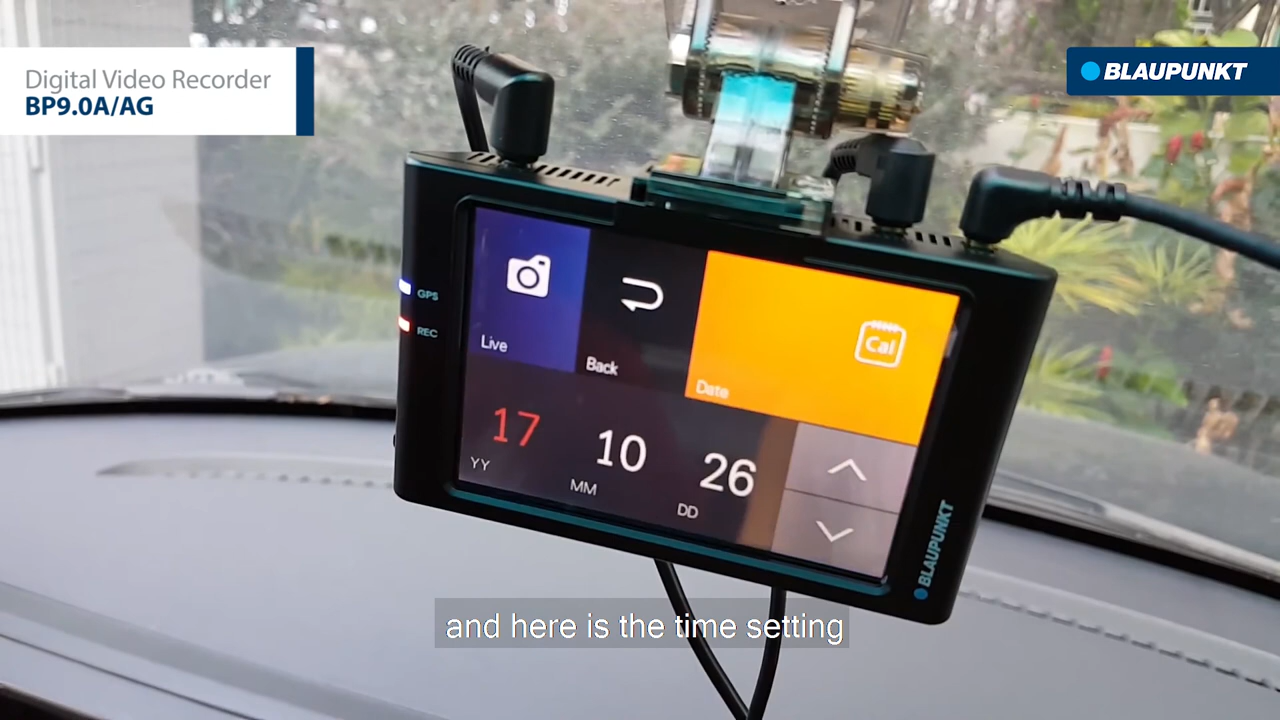 Digital Video Recorder
BP9.0A/AG
BLAUPUNKT
GPS
REC
Live
Back
Cal
Date
17
10
26
YY
MM
DD
BLAUPUNKT
and here is the time setting